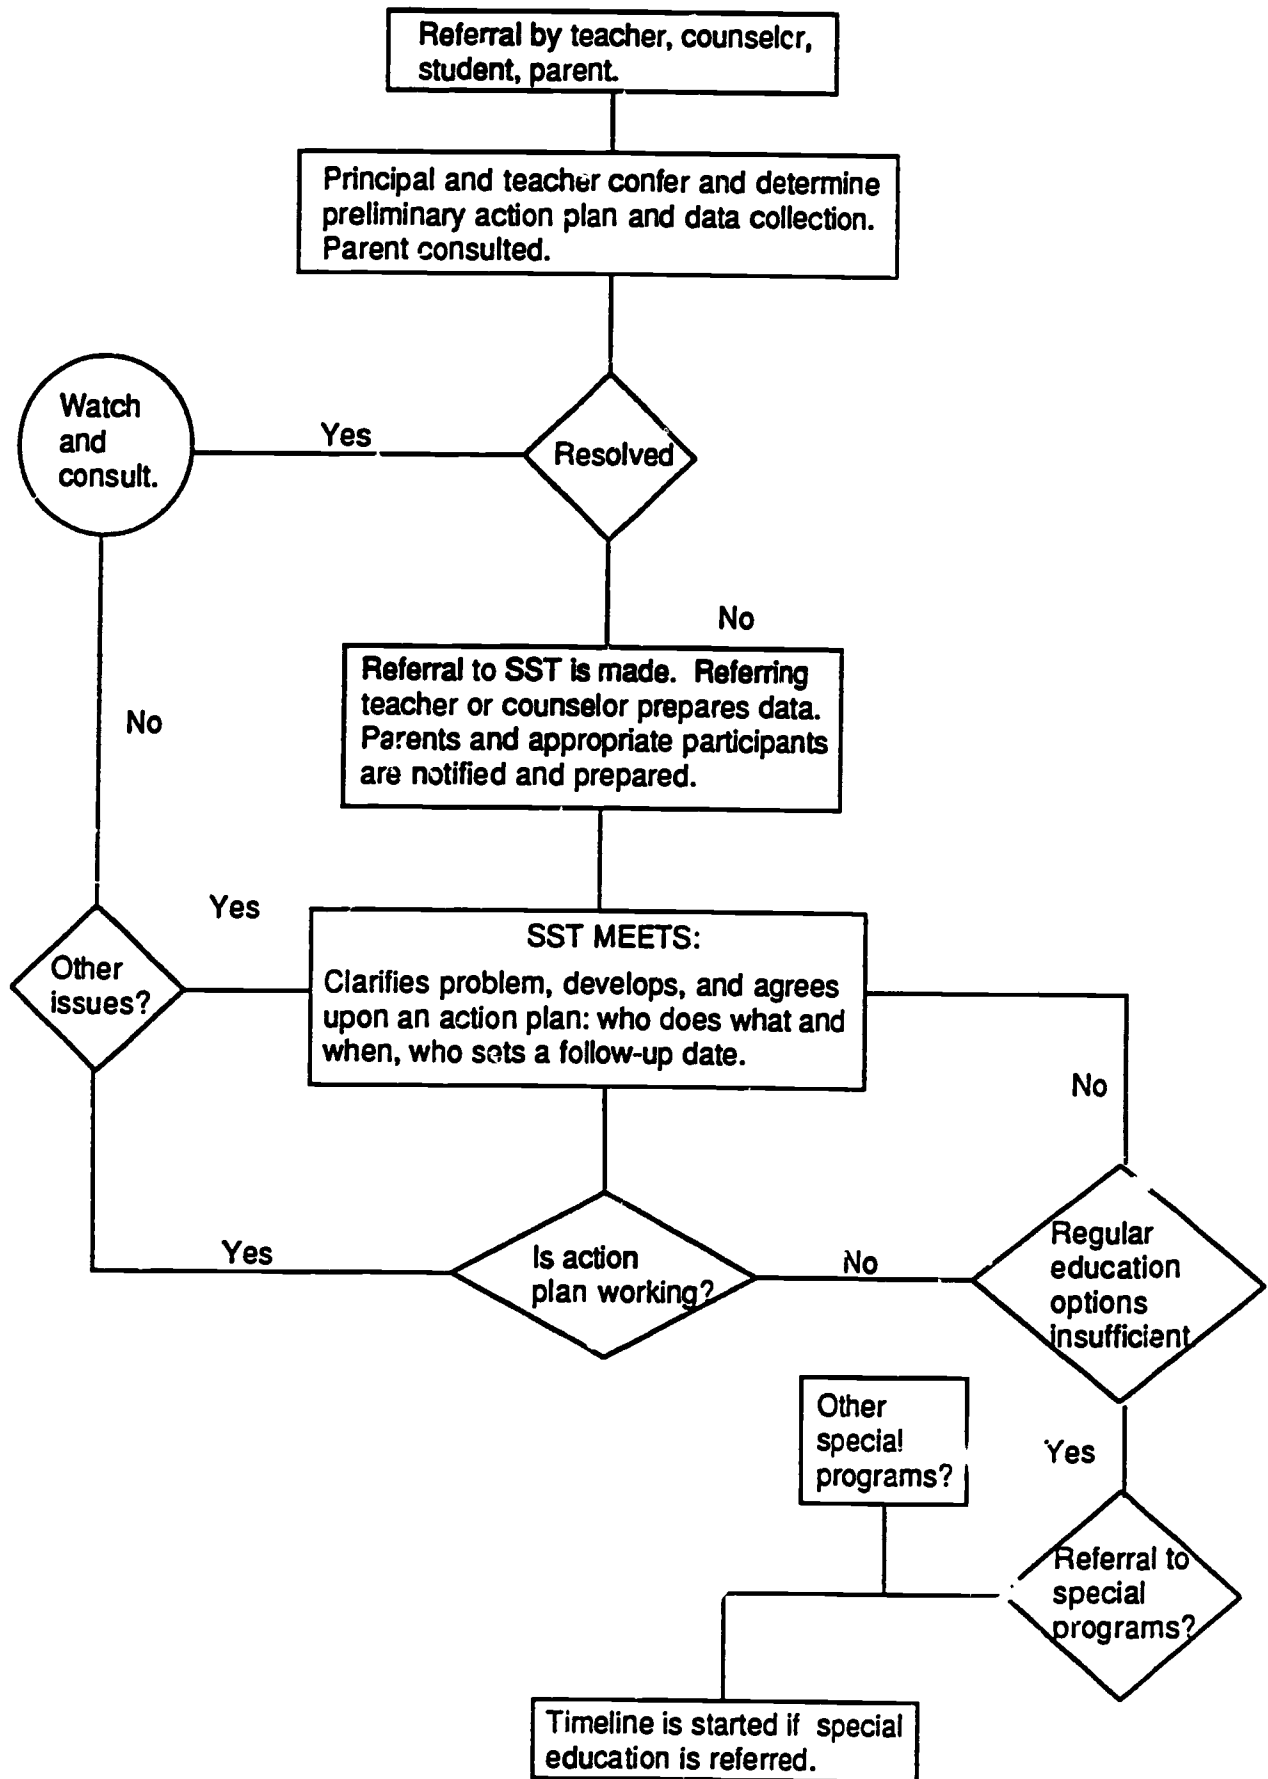 Referral by teacher, counselor,
student, parent.
Principal and teacher confer and determine
preliminary action plan and data collection.
Parent consulted.
Watch
and
consult.
Yes
Resolved
No
Referral to SST is made. Referring
teacher or counselor prepares data.
Parents and appropriate participants
are notified and prepared.
No
Yes
Other
issues?
SST MEETS:
Clarifies problem, develops, and agrees
upon an action plan: who does what and
when, who sets a follow-up date.
No
Yes
Is action
plan working?
No
Regular
education
options
insufficient
Other
special
programs?
Yes
Referral to
special
programs?
Timeline is started if special
education is referred.